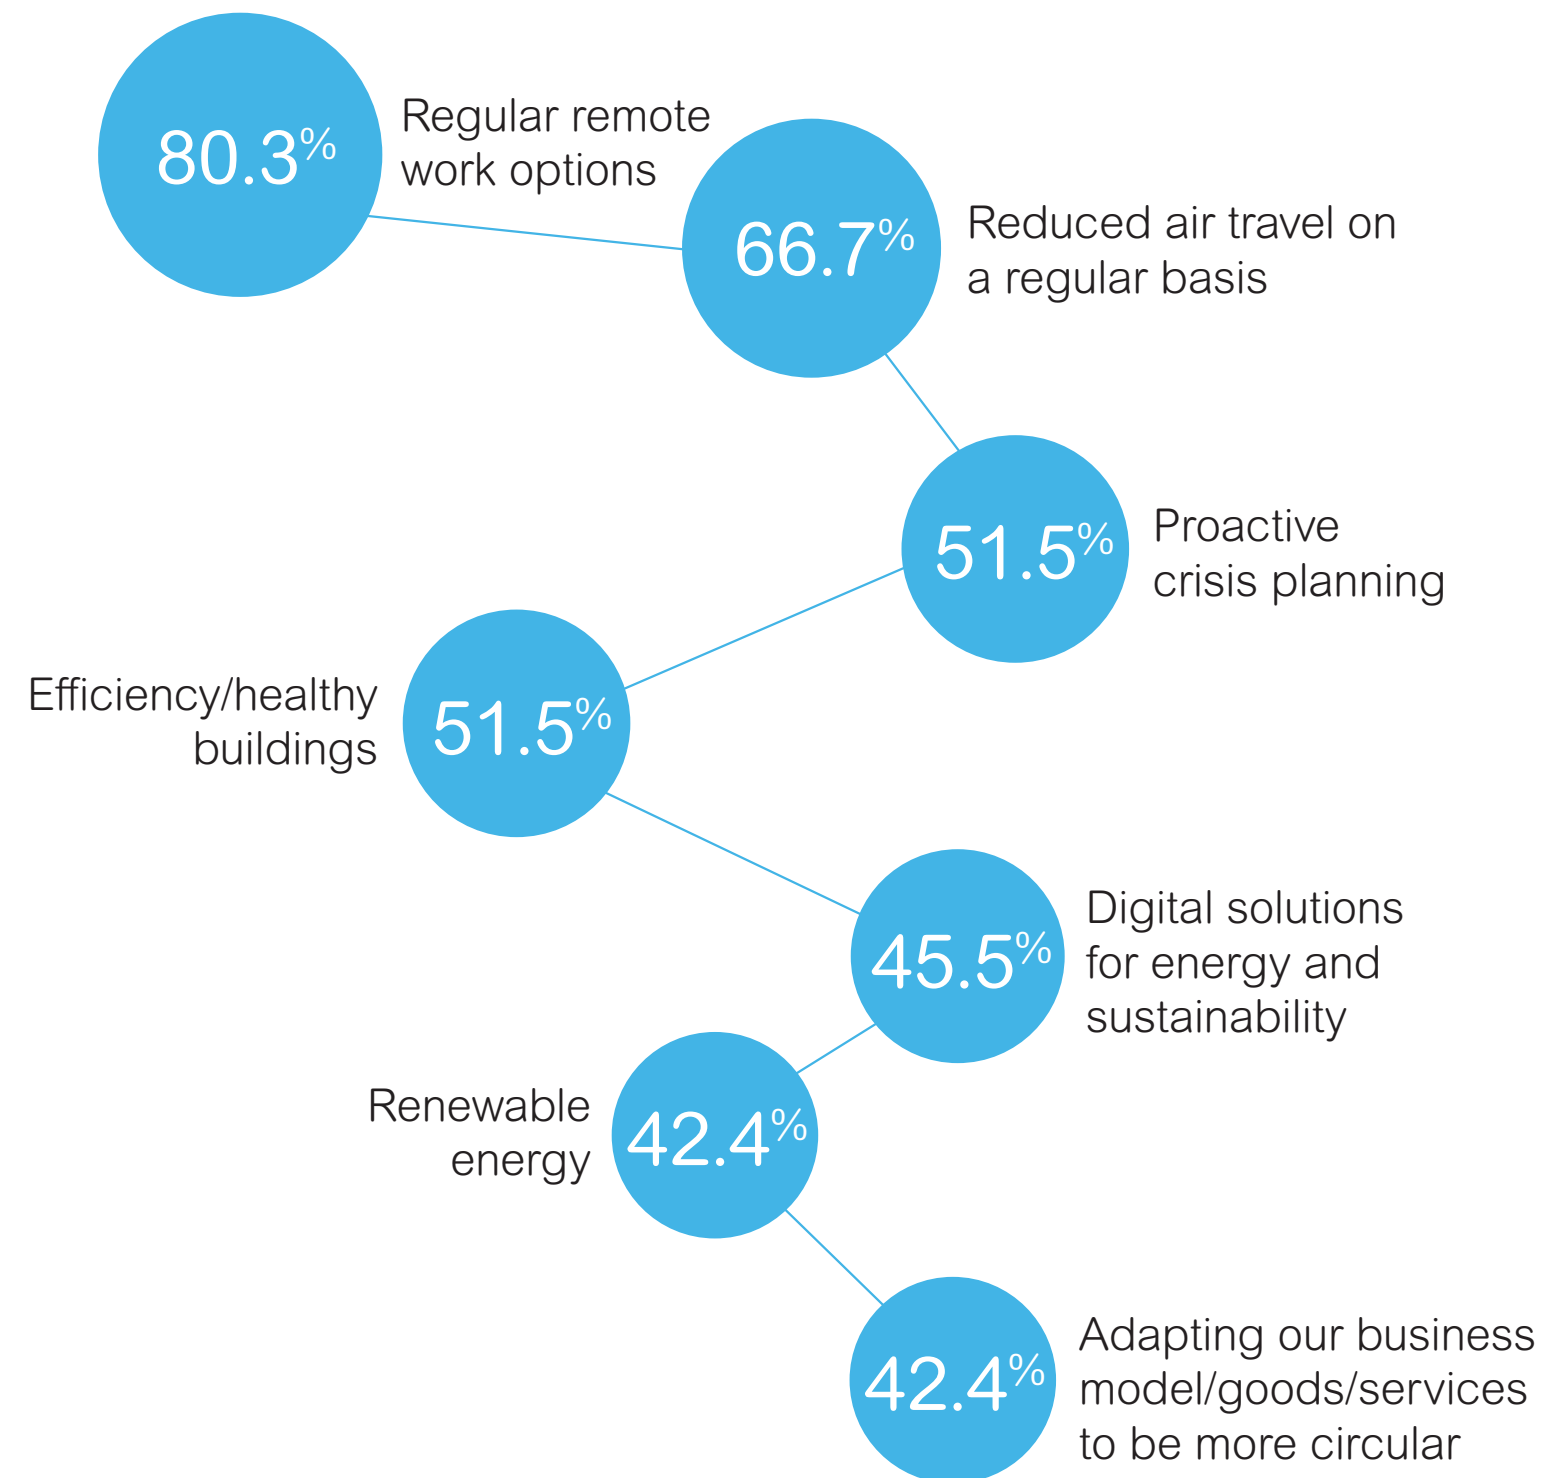 80.3%
Regular remote
work options
66.7%
Reduced air travel on
a regular basis
51.5%
Proactive
crisis planning
Efficiency/healthy
buildings
51.5%
45.5%
Digital solutions
for energy and
sustainability
Renewable
energy
42.4%
42.4%
Adapting our business
model/goods/services
to be more circular